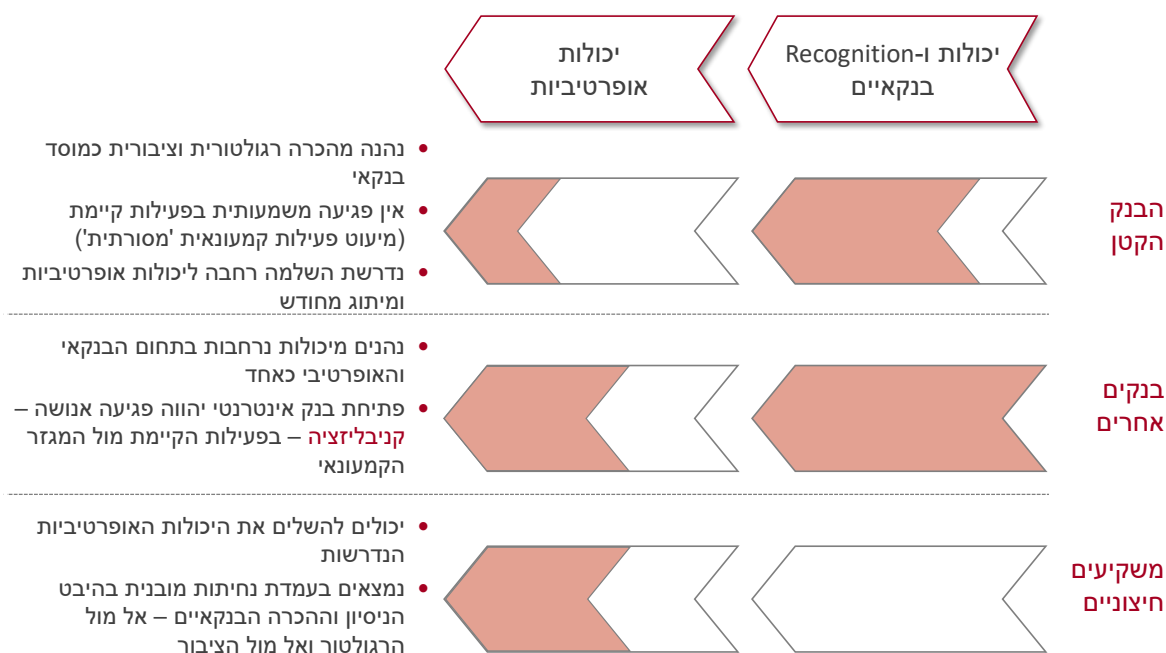 יכולות ו-Recognition
בנקאיים
יכולות
אופרטיביות
הבנק
הקטן
• נהנה מהכרה רגולטורית וציבורית כמוסד
בנקאי
• אין פגיעה משמעותית בפעילות קיימת
(מיעוט פעילות קמעונאית 'מסורתית')
• נדרשת השלמה רחבה ליכולות אופרטיביות
ומיתוג מחודש
בנקים
אחרים
• נהנים מיכולות נרחבות בתחום הבנקאי
והאופרטיבי כאחד
• פתיחת בנק אינטרנטי יהווה פגיעה אנושה –
קניבליזציה – בפעילות הקיימת מול המגזר
הקמעונאי
משקיעים
חיצוניים
• יכולים להשלים את היכולות האופרטיביות
הנדרשות
• נמצאים בעמדת נחיתות מובנית בהיבט
הניסיון וההכרה הבנקאיים – אל מול
הרגולטור ואל מול הציבור